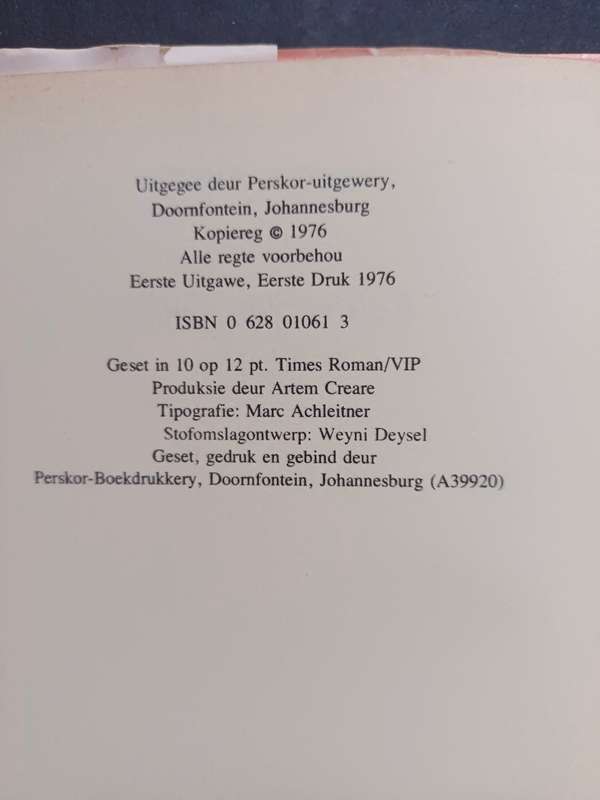 Uitgegee deur Perskor-uitgewery,
Doornfontein, Johannesburg
Kopiereg © 1976
Alle regte voorbehou
Eerste Uitgawe, Eerste Druk 1976
ISBN 0 628 01061 3
Geset in 10 op 12 pt. Times Roman/VIP
Produksie deur Artem Creare
Tipografie: Marc Achleitner
Stofomslagontwerp: Weyni Deysel
Geset, gedruk en gebind deur
Perskor-Boekdrukkery, Doornfontein, Johannesburg (A39920)